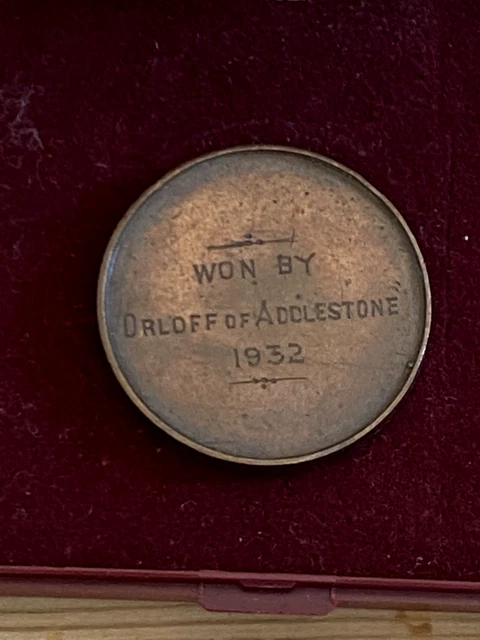 WON BY
ORLOFF OF ADDLESTONE
1932